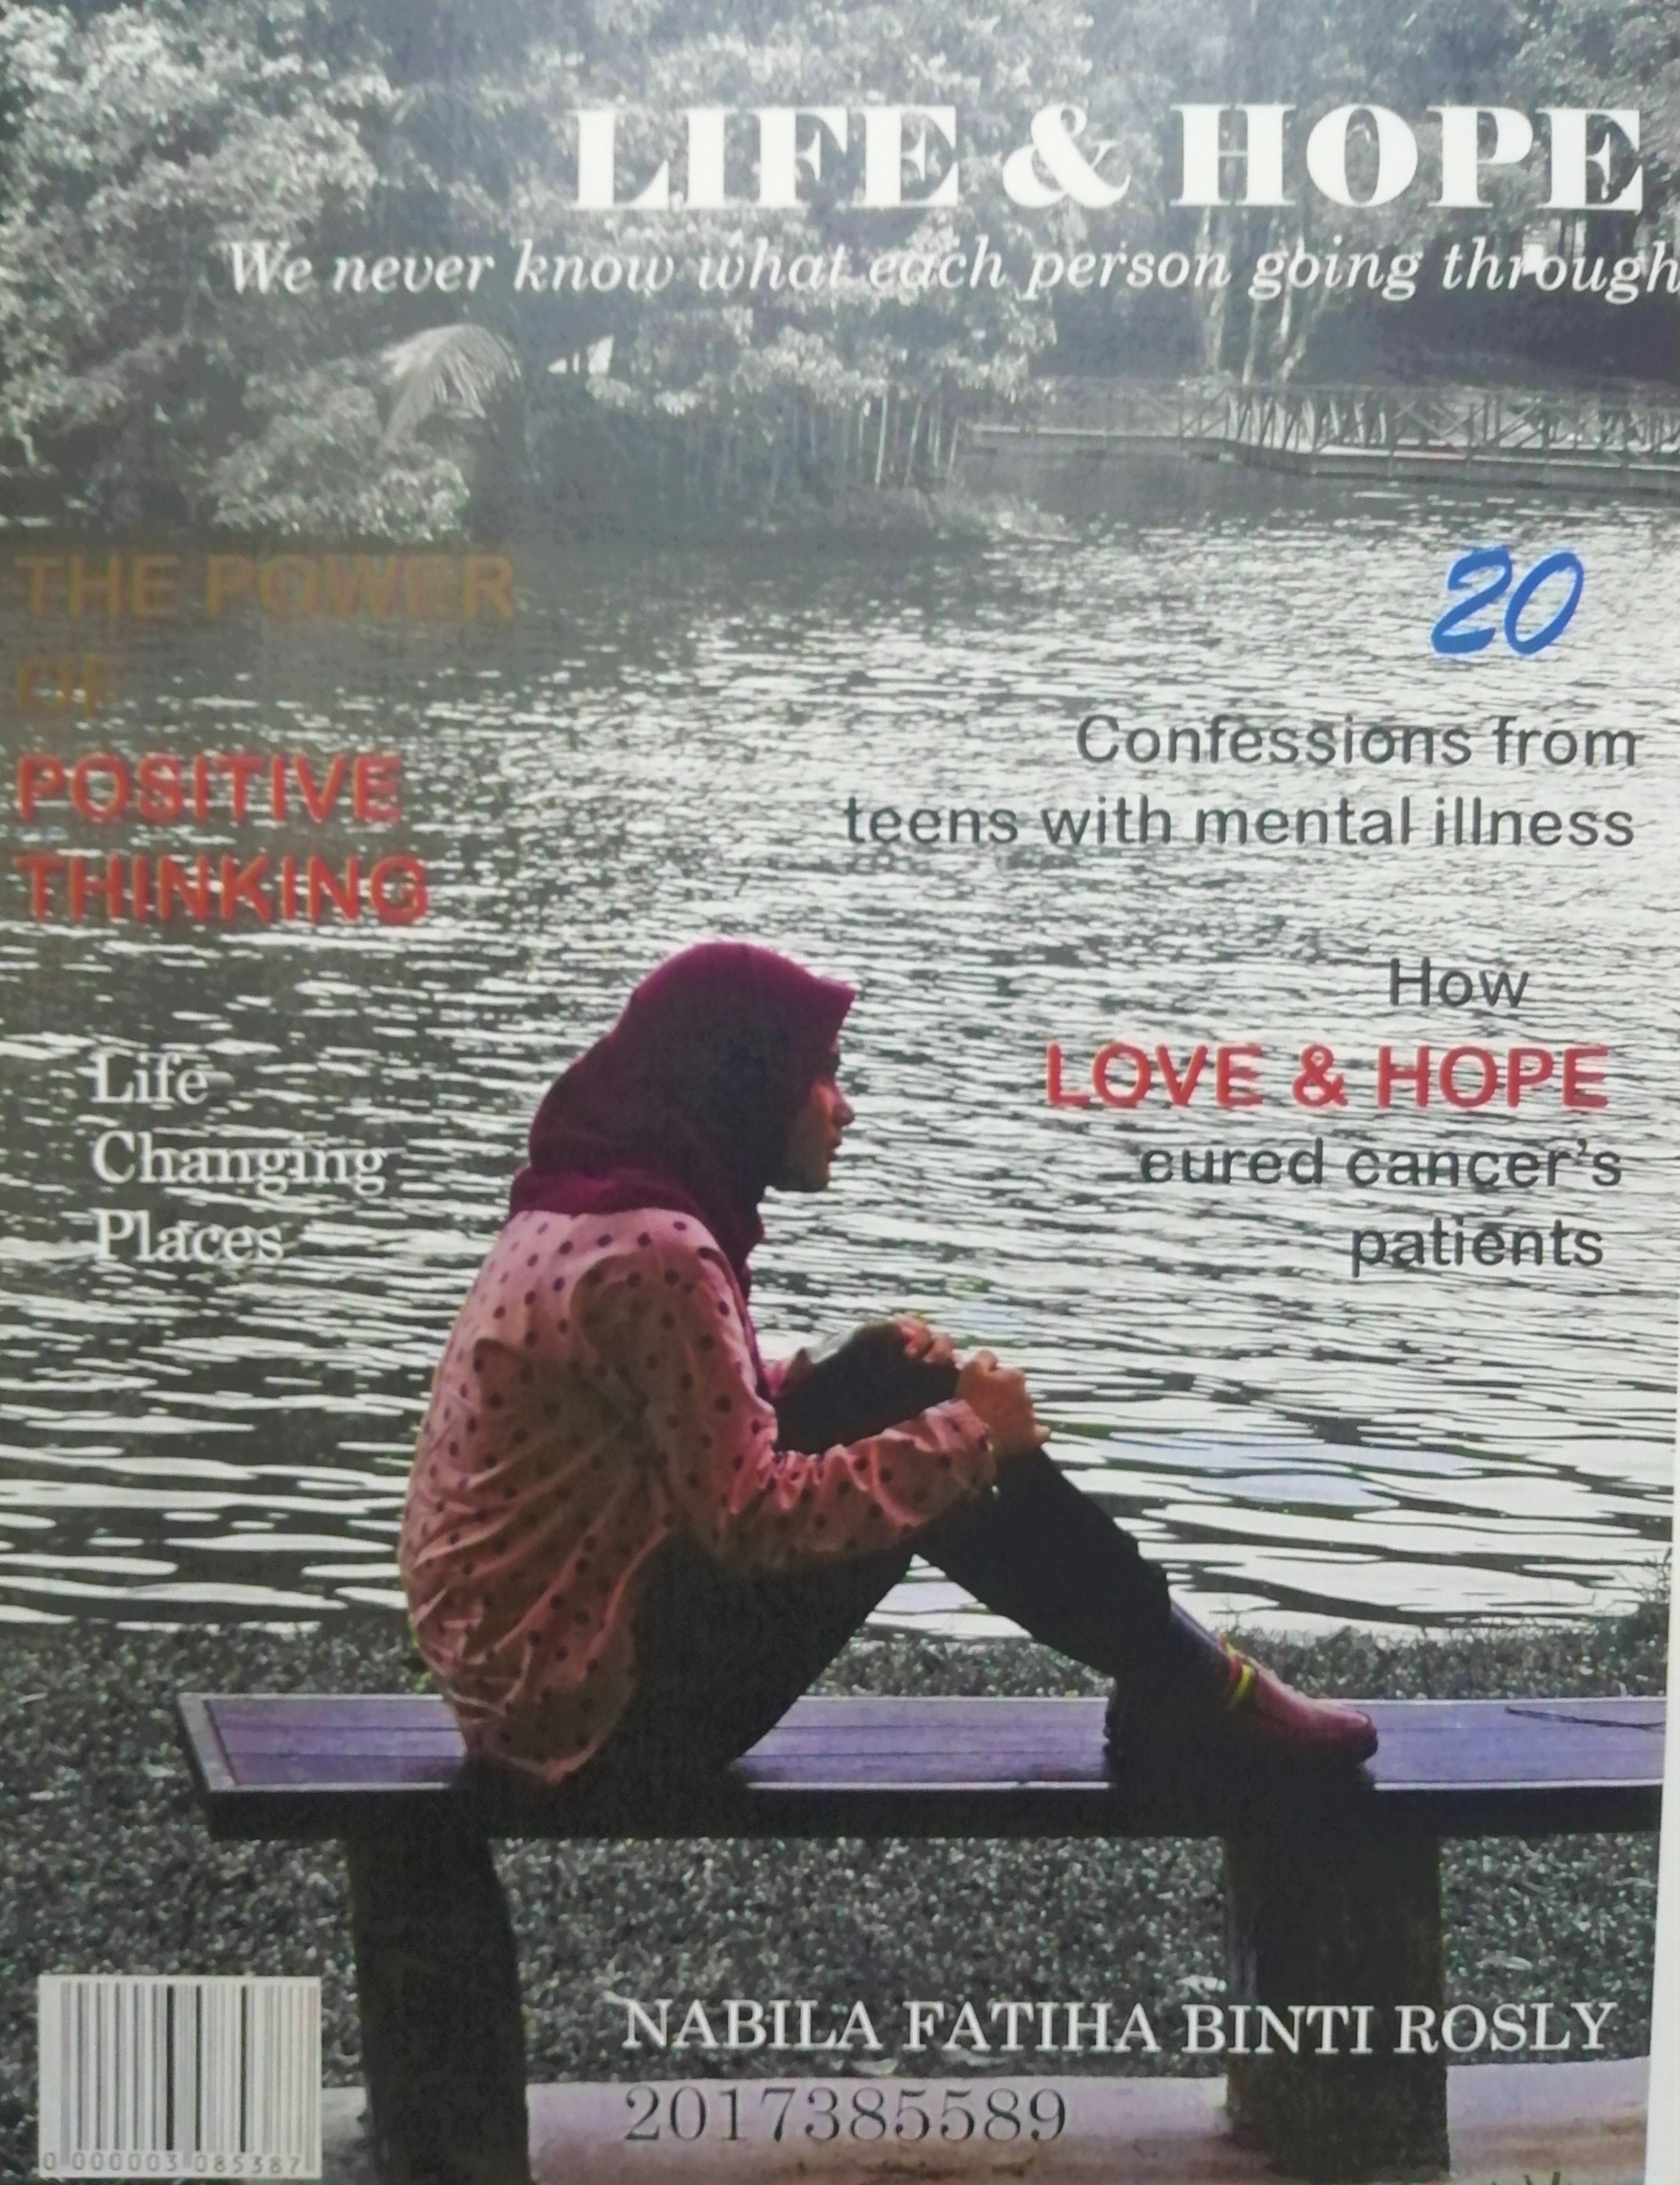 LIFE & HOPE
We never know what each person going through
THE POWER
OF
POSITIVE
THINKING
20
Confessions from
teens with mental illness
How
LOVE & HOPE
cured cancer's
patients
Life
Changing
Places
NABILA FATIHA BINTI ROSLY
2017385589
0 000003 085387